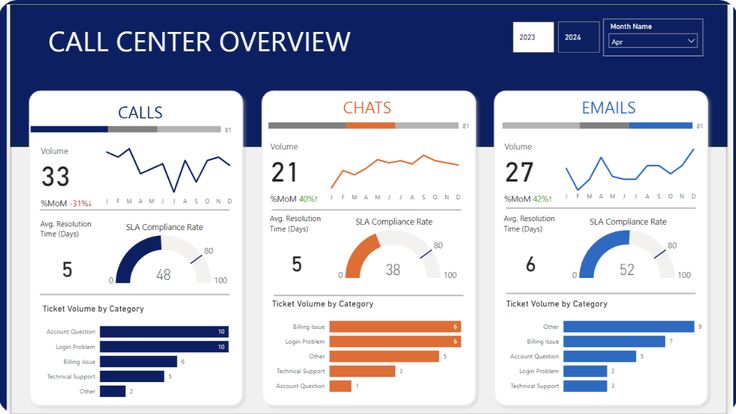 CALL CENTER OVERVIEW
2023
2024
Month Name
Apr
CALLS
81
Volume
33
%MoM -31%↓
J F M A M J J A S O N D
Avg. Resolution
Time (Days)
5
SLA Compliance Rate
80
48
0
100
Ticket Volume by Category
Account Question 10
Login Problem 10
Billing Issue 6
Technical Support 5
Other 2
CHATS
81
Volume
21
%MoM 40%↑
J F M A M J J A S O N D
Avg. Resolution
Time (Days)
5
SLA Compliance Rate
80
38
0
100
Ticket Volume by Category
Billing Issue 6
Login Problem 6
Other 5
Technical Support 3
Account Question 1
EMAILS
81
Volume
27
%MoM 42%↑
J F M A M J J A S O N D
Avg. Resolution
Time (Days)
6
SLA Compliance Rate
80
52
0
100
Ticket Volume by Category
Other 9
Billing Issue 7
Account Question 5
Login Problem 3
Technical Support 3